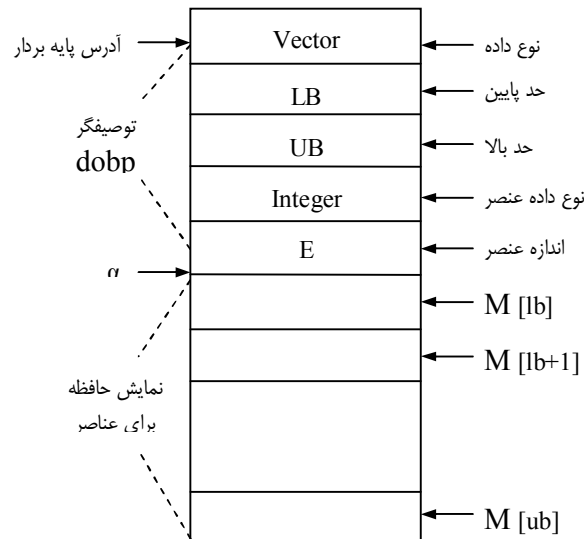 Vector
آدرس پایه بردار
نوع داده
LB
حد پایین
توصیفگر
dobp
UB
حد بالا
Integer
نوع داده عنصر
E
اندازه عنصر
α
M [lb]
M [lb+1]
نمایش حافظه
برای عناصر
M [ub]